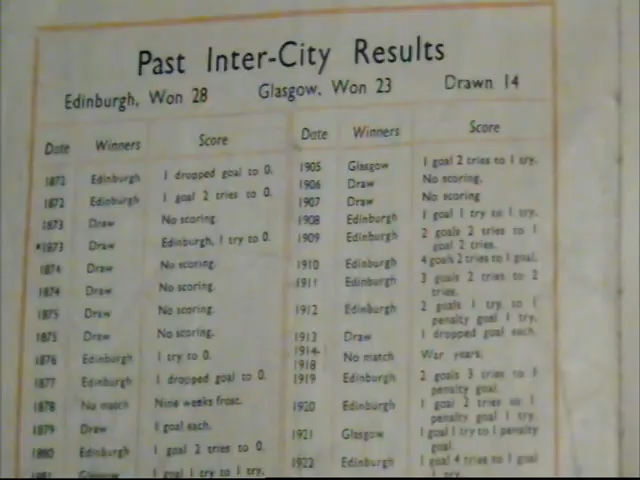 Past Inter-City Results
Edinburgh, Won 28 Glasgow, Won 23 Drawn 14
Date Winners Score
1872 Edinburgh 1 dropped goal to 0.
1872 Edinburgh 1 goal 2 tries to 0.
1873 Draw No scoring.
*1873 Draw Edinburgh, 1 try to 0.
1874 Draw No scoring.
1874 Draw No scoring.
1875 Draw No scoring.
1875 Draw No scoring.
1876 Edinburgh 1 try to 0.
1877 Edinburgh 1 dropped goal to 0.
1878 No match Nine weeks frost.
1879 Draw 1 goal each.
1880 Edinburgh 1 goal 2 tries to 0.
1881 Glasgow 1 goal 1 try to 1 try.
Date Winners Score
1905 Glasgow 1 goal 2 tries to 1 try.
1906 Draw No scoring.
1907 Draw No scoring
1908 Edinburgh 1 goal 1 try to 1 try.
1909 Edinburgh 2 goals 2 tries to 1
goal 2 tries.
1910 Edinburgh 4 goals 2 tries to 1 goal.
1911 Edinburgh 3 goals 2 tries to 2
tries.
1912 Edinburgh 2 goals 1 try to 1
penalty goal 1 try.
1913 Draw 1 dropped goal each.
1914-
1918 No match War years.
1919 Edinburgh 2 goals 3 tries to 1
penalty goal.
1920 Edinburgh 1 goal 2 tries to 1
penalty goal 1 try.
1921 Glasgow 1 goal 1 try to 1 penalty
goal.
1922 Edinburgh 1 goal 4 tries to 1 goal
1 try.